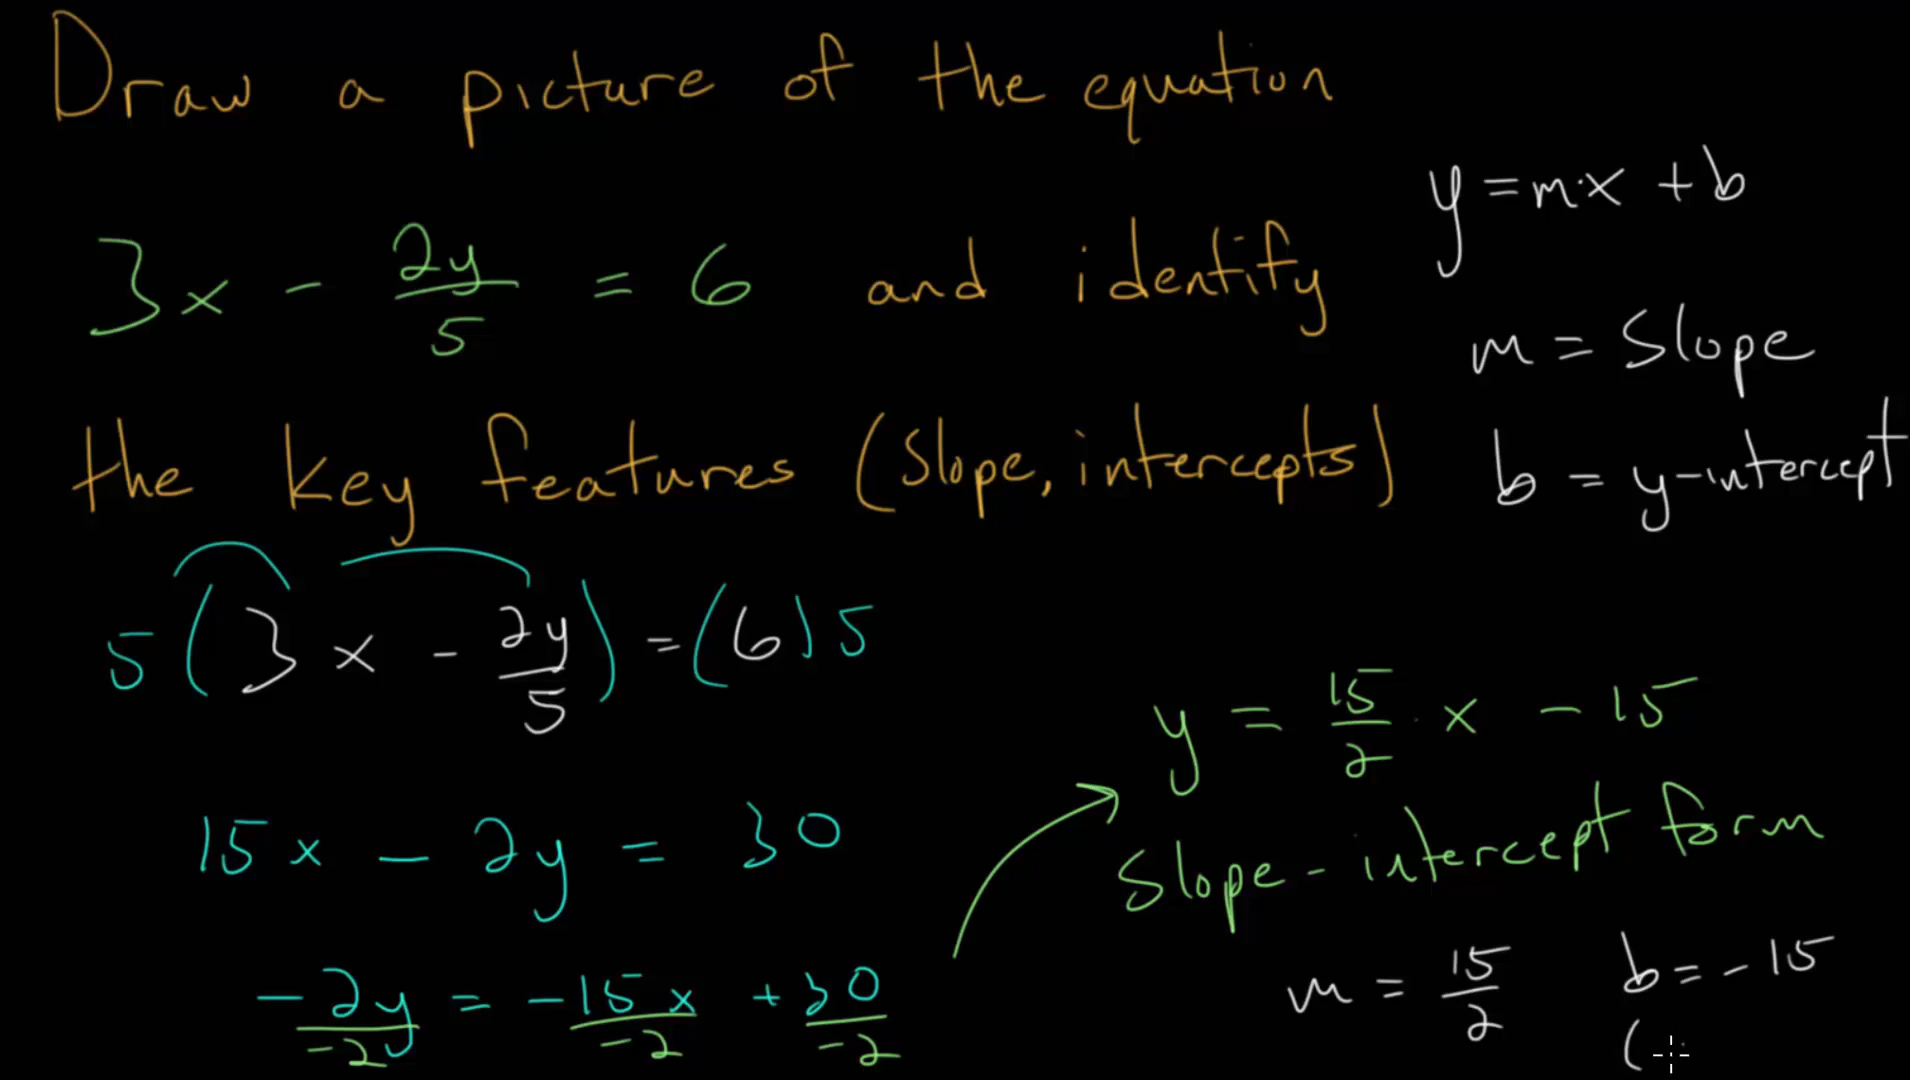 Draw a picture of the equation
3x - 2y/5 = 6 and identify
the key features (Slope, intercepts)
y = m·x + b
m = Slope
b = y-intercept
5(3x - 2y/5) = (6)5
15x - 2y = 30
-2y/-2 = -15x/-2 + 30/-2
y = 15/2 · x - 15
Slope-intercept form
m = 15/2 b = -15
(